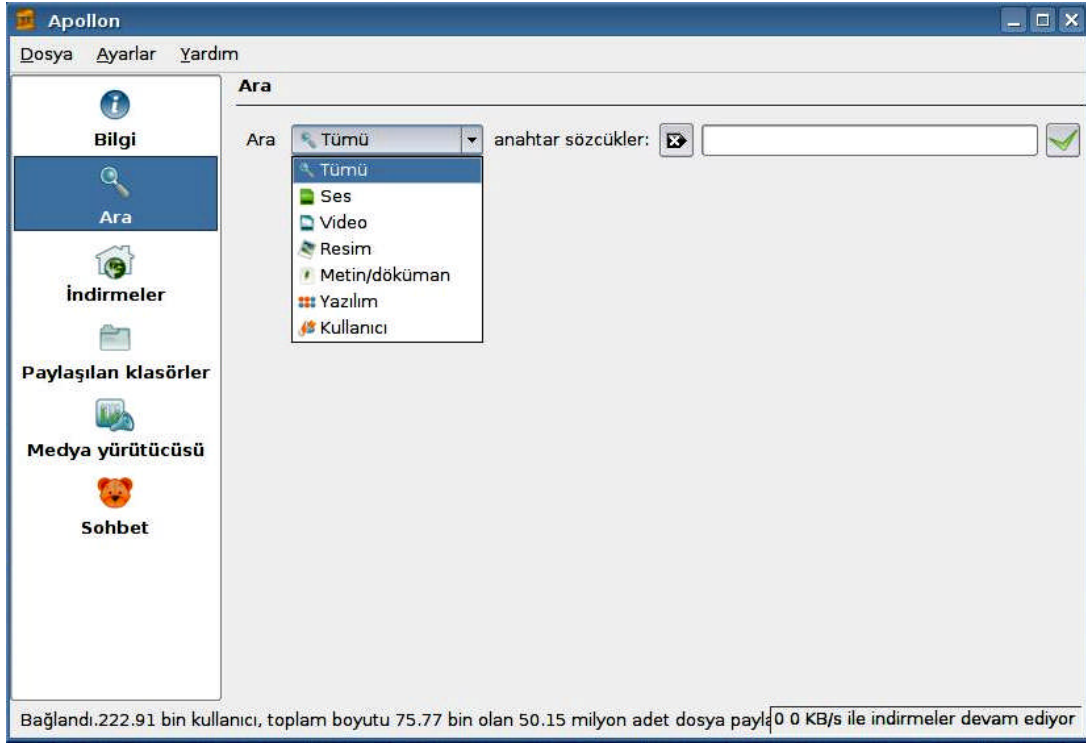 Apollon
Dosya Ayarlar Yardım
Bilgi
Ara
İndirmeler
Paylaşılan klasörler
Medya yürütücüsü
Sohbet
Ara
Ara Tümü anahtar sözcükler:
Tümü
Ses
Video
Resim
Metin/döküman
Yazılım
Kullanıcı
Bağlandı.222.91 bin kullanıcı, toplam boyutu 75.77 bin olan 50.15 milyon adet dosya payla 0 0 KB/s ile indirmeler devam ediyor